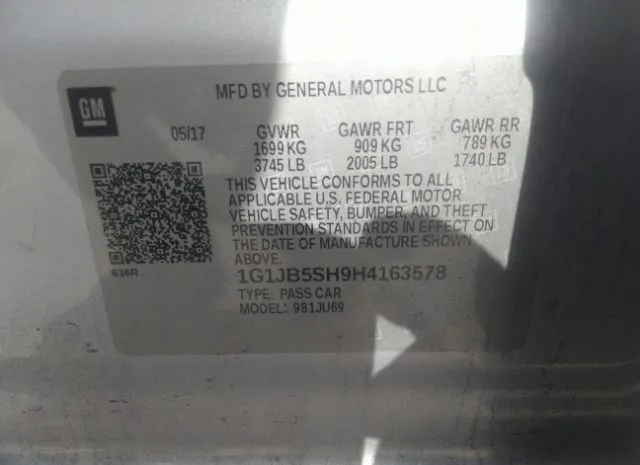 MFD BY GENERAL MOTORS LLC
GM
05/17 GVWR GAWR FRT GAWR RR
1699 KG 909 KG 789 KG
3745 LB 2005 LB 1740 LB
THIS VEHICLE CONFORMS TO ALL
APPLICABLE U.S. FEDERAL MOTOR
VEHICLE SAFETY, BUMPER, AND THEFT
PREVENTION STANDARDS IN EFFECT ON
THE DATE OF MANUFACTURE SHOWN
ABOVE.
636R
1G1JB5SH9H4163578
TYPE: PASS CAR
MODEL: 981JU69